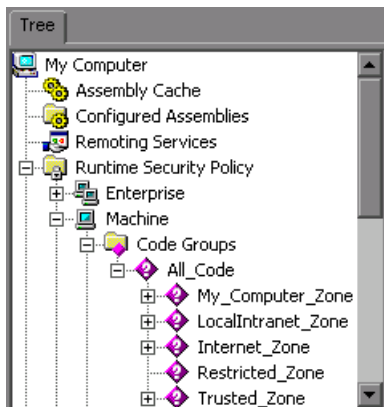 Tree
My Computer
Assembly Cache
Configured Assemblies
Remoting Services
Runtime Security Policy
Enterprise
Machine
Code Groups
All_Code
My_Computer_Zone
LocalIntranet_Zone
Internet_Zone
Restricted_Zone
Trusted_Zone